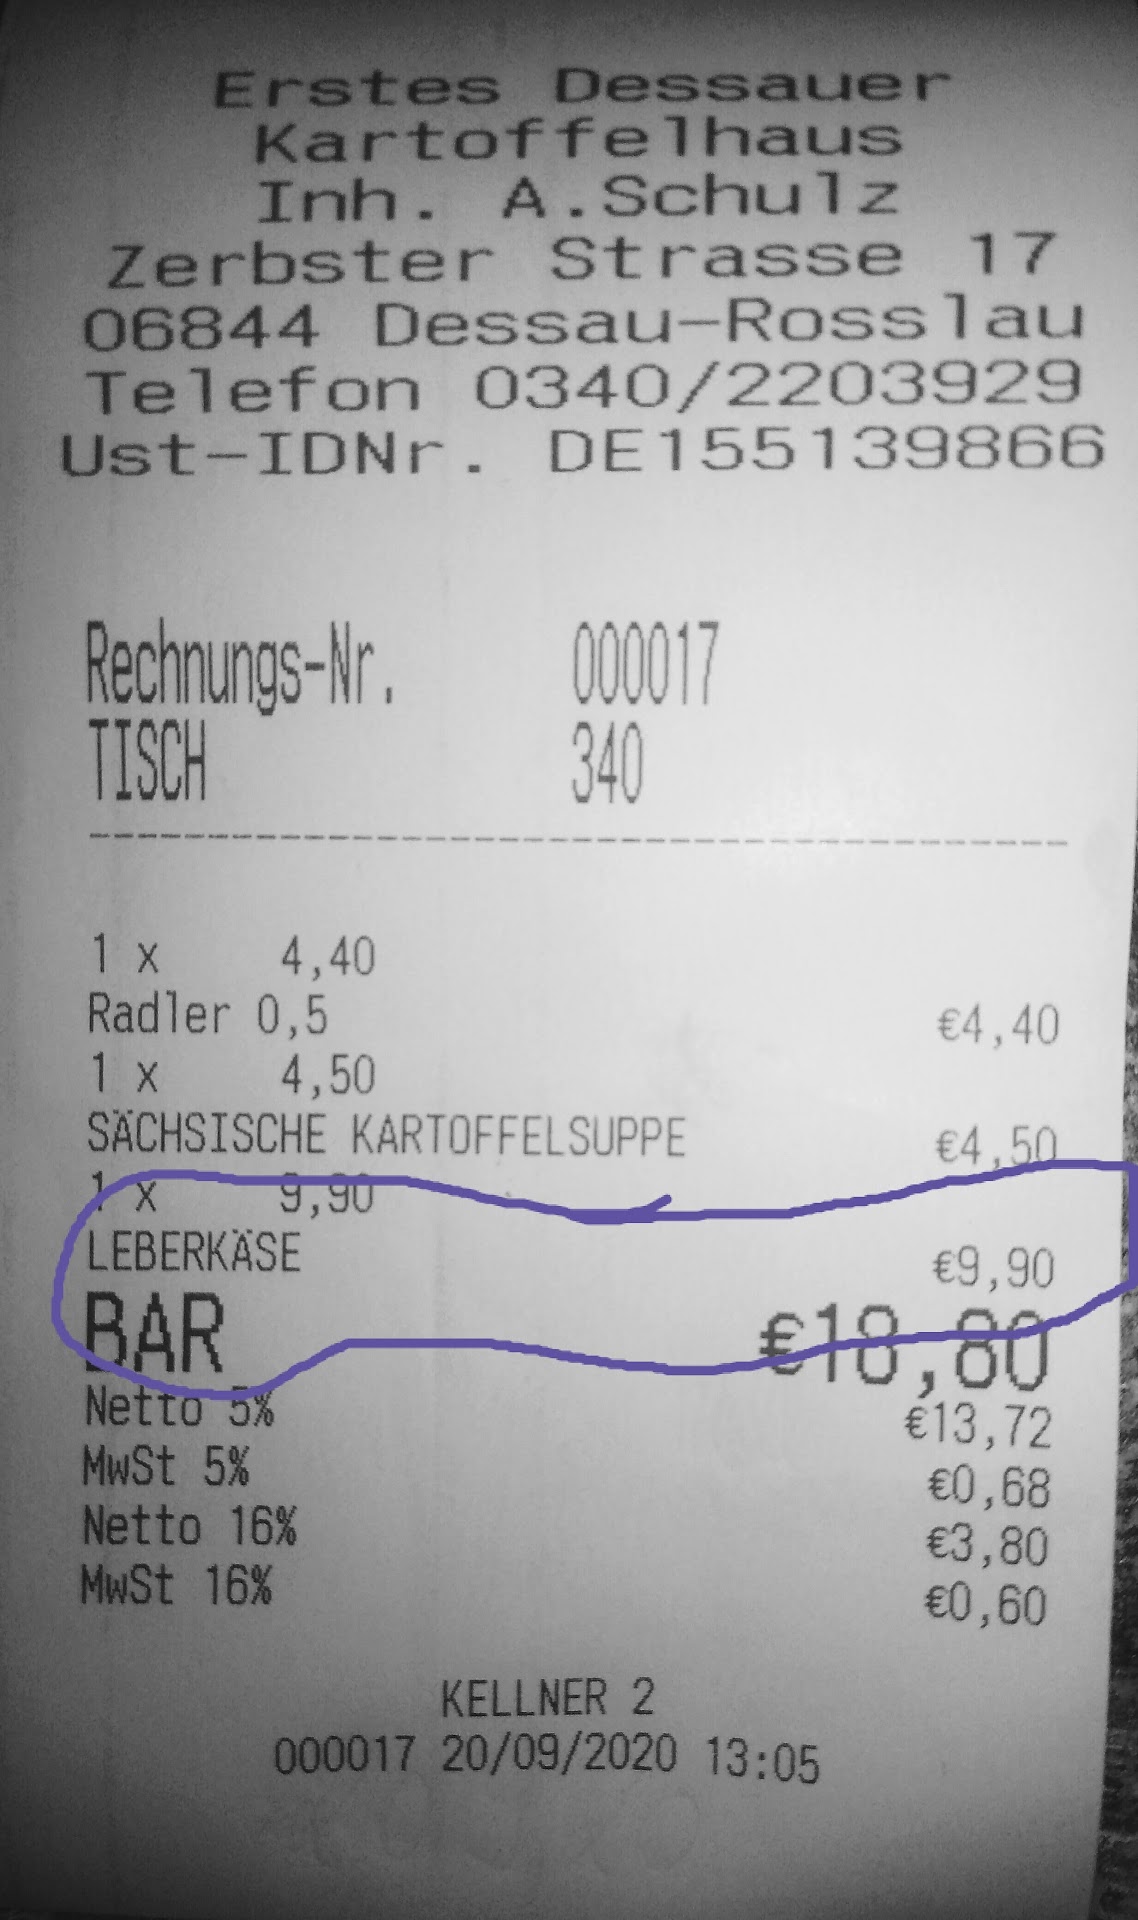 Erstes Dessauer
Kartoffelhaus
Inh. A.Schulz
Zerbster Strasse 17
06844 Dessau-Rosslau
Telefon 0340/2203929
Ust-IDNr. DE155139866
Rechnungs-Nr. 000017
TISCH 340
1 x 4,40
Radler 0,5 €4,40
1 x 4,50
SÄCHSISCHE KARTOFFELSUPPE €4,50
1 x 9,90
LEBERKÄSE €9,90
BAR €18,80
Netto 5% €13,72
MwSt 5% €0,68
Netto 16% €3,80
MwSt 16% €0,60
KELLNER 2
000017 20/09/2020 13:05